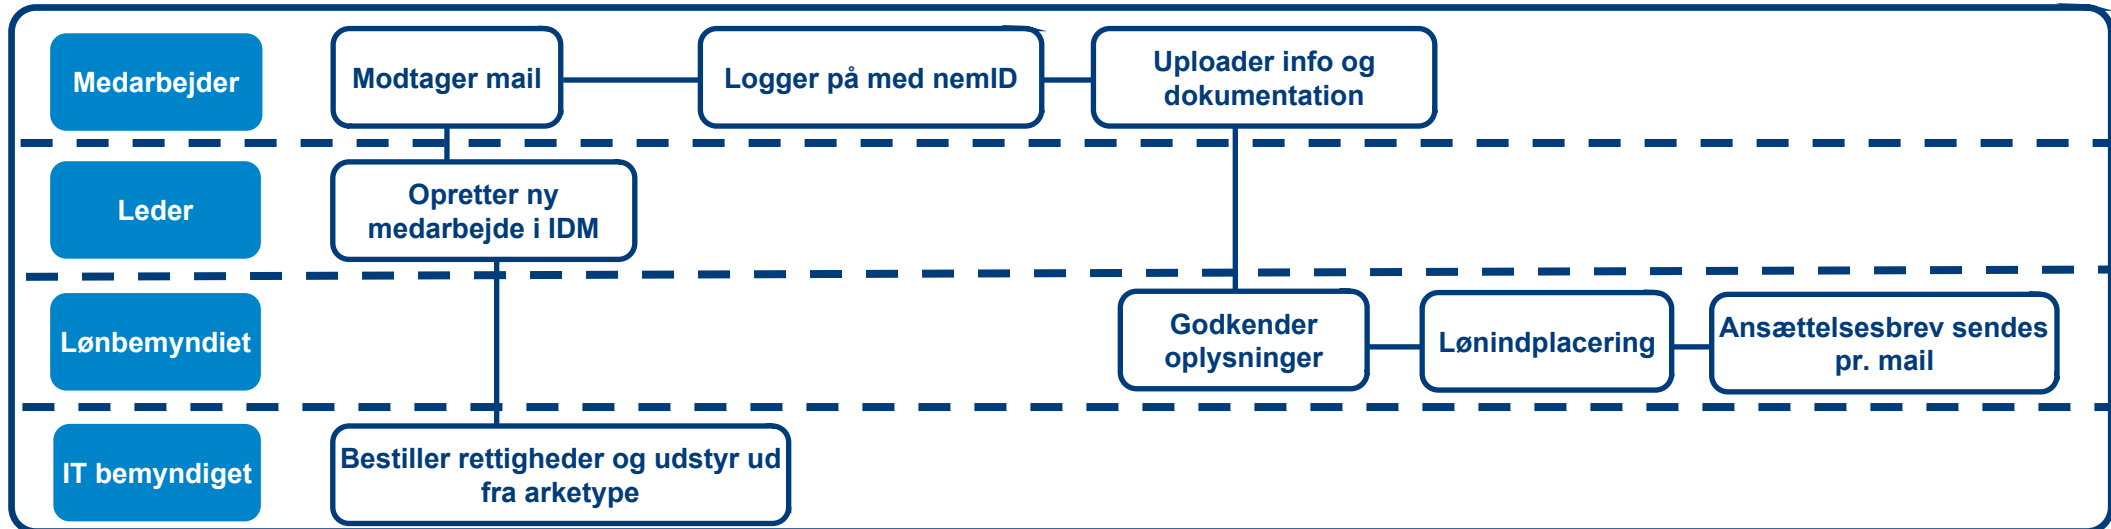 Medarbejder
Modtager mail
Logger på med nemID
Uploader info og
dokumentation
Leder
Opretter ny
medarbejde i IDM
Lønbemyndiet
Godkender
oplysninger
Lønindplacering
Ansættelsesbrev sendes
pr. mail
IT bemyndiget
Bestiller rettigheder og udstyr ud
fra arketype